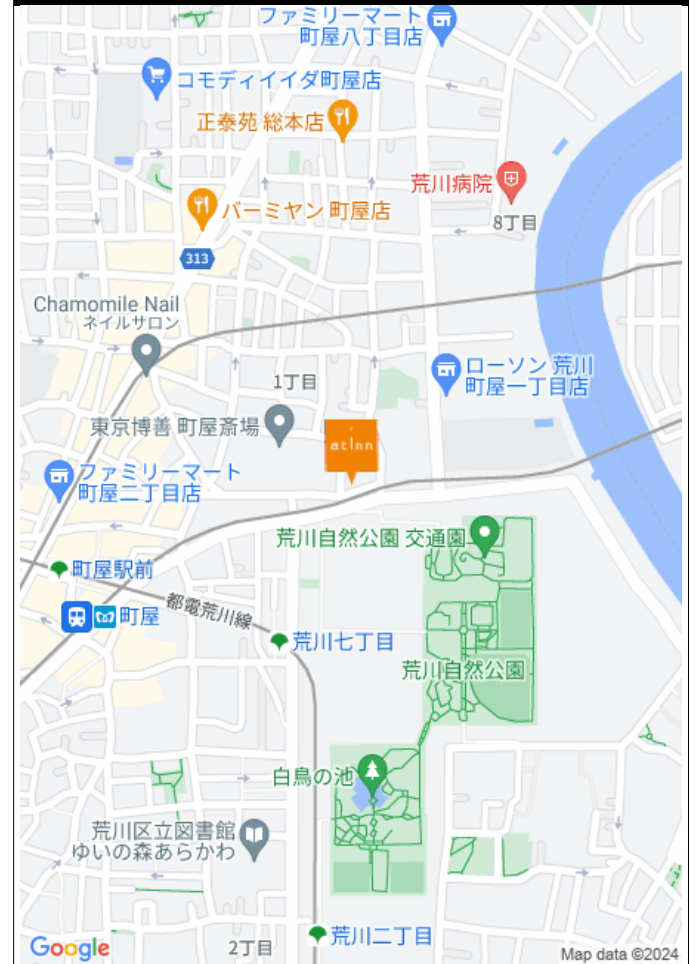 ファミリーマート
町屋八丁目店
コモディイイダ町屋店
正泰苑 総本店
荒川病院
バーミヤン 町屋店
8丁目
313
Chamomile Nail
ネイルサロン
ローソン 荒川
町屋一丁目店
1丁目
東京博善 町屋斎場
at Inn
ファミリーマート
町屋二丁目店
荒川自然公園 交通園
町屋駅前
町屋
都電荒川線
荒川七丁目
荒川自然公園
白鳥の池
荒川区立図書館
ゆいの森あらかわ
荒川二丁目
2丁目
Google
Map data ©2024